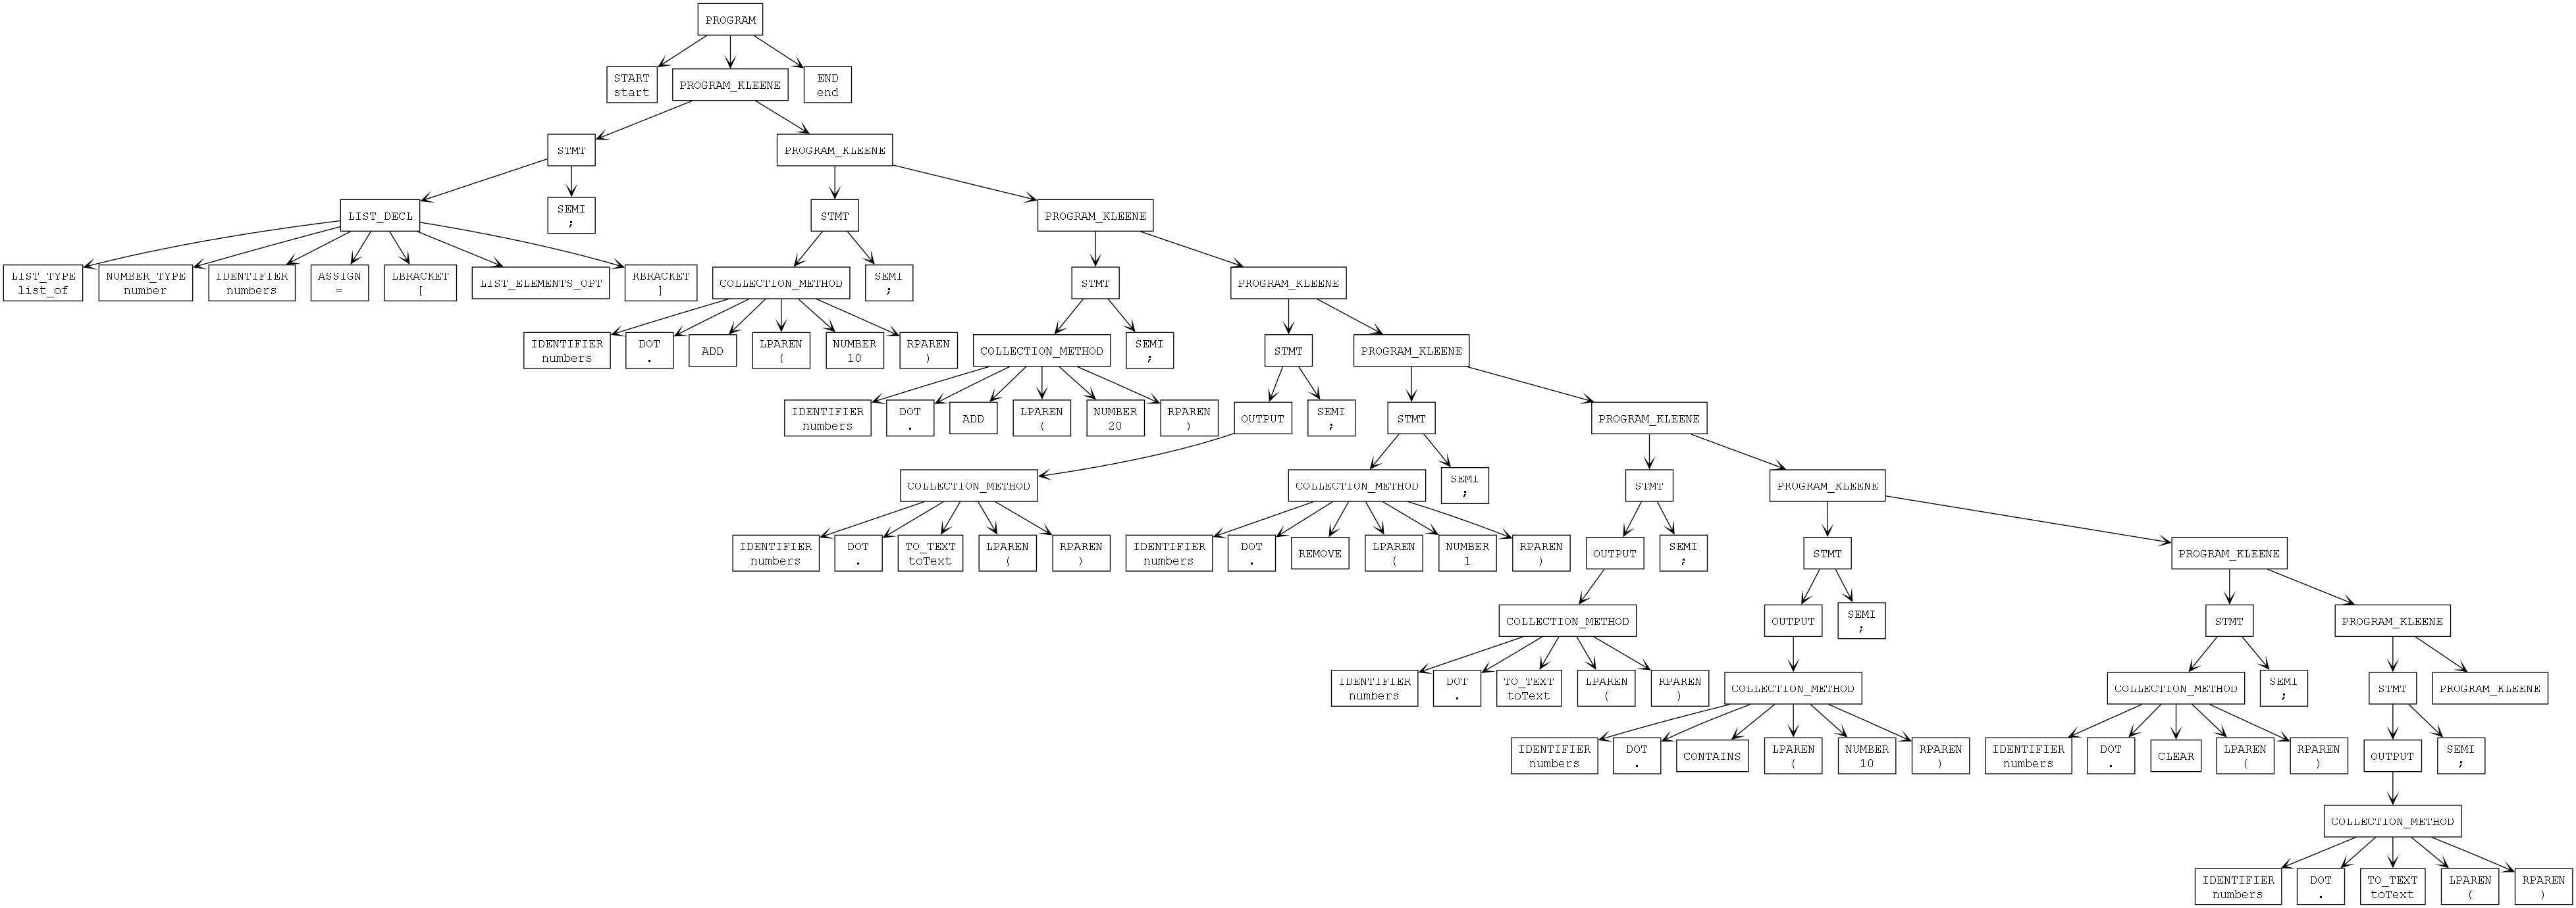 PROGRAM
START
start
PROGRAM_KLEENE
END
end
STMT
PROGRAM_KLEENE
LIST_DECL
SEMI
;
STMT
PROGRAM_KLEENE
LIST_TYPE
list_of
NUMBER_TYPE
number
IDENTIFIER
numbers
ASSIGN
=
LBRACKET
[
LIST_ELEMENTS_OPT
RBRACKET
]
COLLECTION_METHOD
SEMI
;
STMT
PROGRAM_KLEENE
IDENTIFIER
numbers
DOT
.
ADD
LPAREN
(
NUMBER
10
RPAREN
)
COLLECTION_METHOD
SEMI
;
STMT
PROGRAM_KLEENE
IDENTIFIER
numbers
DOT
.
ADD
LPAREN
(
NUMBER
20
RPAREN
)
OUTPUT
SEMI
;
STMT
PROGRAM_KLEENE
COLLECTION_METHOD
COLLECTION_METHOD
SEMI
;
STMT
PROGRAM_KLEENE
IDENTIFIER
numbers
DOT
.
TO_TEXT
toText
LPAREN
(
RPAREN
)
IDENTIFIER
numbers
DOT
.
REMOVE
LPAREN
(
NUMBER
1
RPAREN
)
OUTPUT
SEMI
;
STMT
PROGRAM_KLEENE
COLLECTION_METHOD
OUTPUT
SEMI
;
STMT
PROGRAM_KLEENE
IDENTIFIER
numbers
DOT
.
TO_TEXT
toText
LPAREN
(
RPAREN
)
COLLECTION_METHOD
COLLECTION_METHOD
SEMI
;
STMT
PROGRAM_KLEENE
IDENTIFIER
numbers
DOT
.
CONTAINS
LPAREN
(
NUMBER
10
RPAREN
)
IDENTIFIER
numbers
DOT
.
CLEAR
LPAREN
(
RPAREN
)
OUTPUT
SEMI
;
COLLECTION_METHOD
IDENTIFIER
numbers
DOT
.
TO_TEXT
toText
LPAREN
(
RPAREN
)